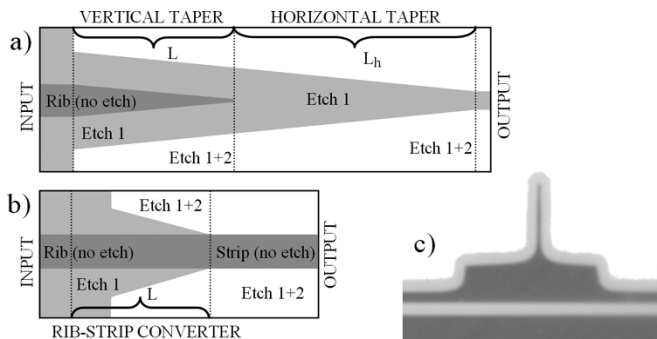 VERTICAL TAPER HORIZONTAL TAPER
a)
L
L_h
INPUT
Rib (no etch)
Etch 1
Etch 1
Etch 1+2
Etch 1+2
OUTPUT
b)
Etch 1+2
INPUT
Rib (no etch)
Strip (no etch)
Etch 1
L
Etch 1+2
OUTPUT
RIB-STRIP CONVERTER
c)